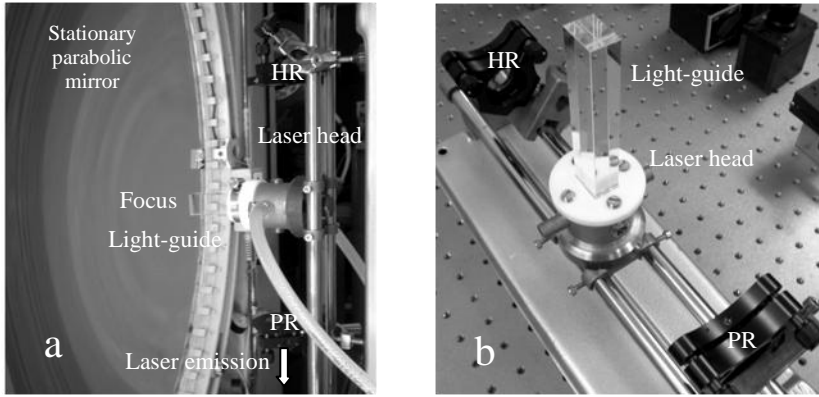 Stationary
parabolic
mirror
HR
Laser head
Focus
Light-guide
PR
a
Laser emission
HR
Light-guide
Laser head
PR
b